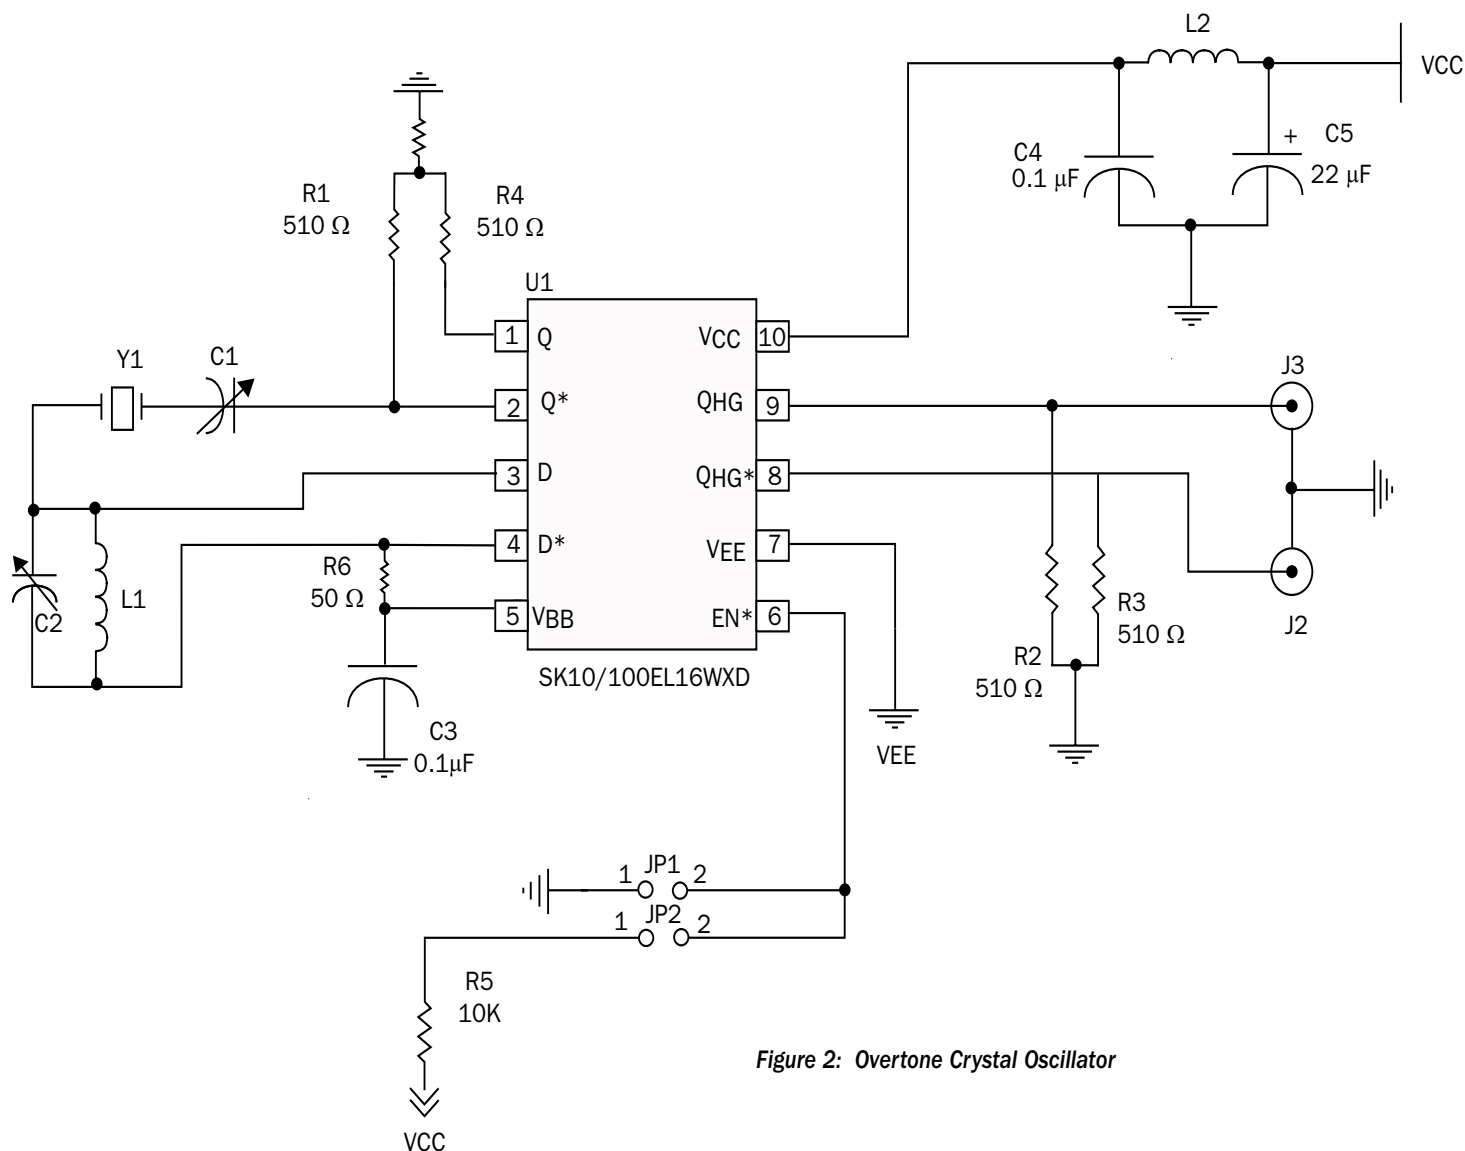 L2
VCC
C4
0.1 μF
+
C5
22 μF
R1
510 Ω
R4
510 Ω
U1
1
Q
VCC
10
Y1
C1
2
Q*
QHG
9
J3
3
D
QHG*
8
4
D*
VEE
7
R6
50 Ω
5
VBB
EN*
6
C2
L1
R3
510 Ω
J2
R2
510 Ω
SK10/100EL16WXD
C3
0.1μF
VEE
1
JP1
2
1
JP2
2
R5
10K
Figure 2: Overtone Crystal Oscillator
VCC